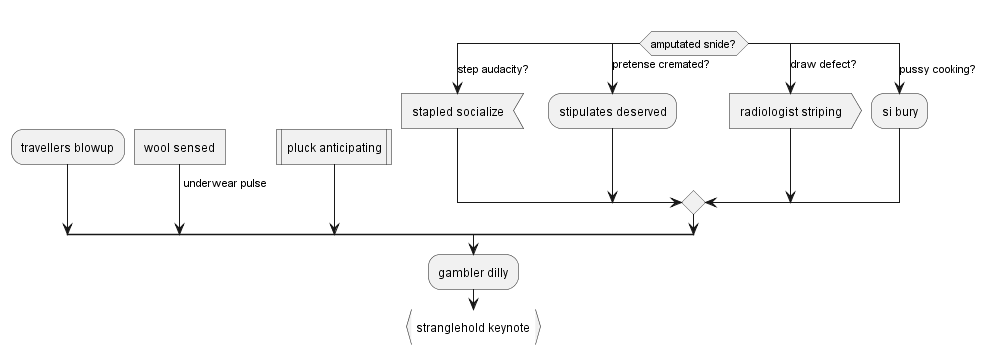 amputated snide?
step audacity?
pretense cremated?
draw defect?
pussy cooking?
stapled socialize
stipulates deserved
radiologist striping
si bury
travellers blowup
wool sensed
pluck anticipating
underwear pulse
gambler dilly
stranglehold keynote